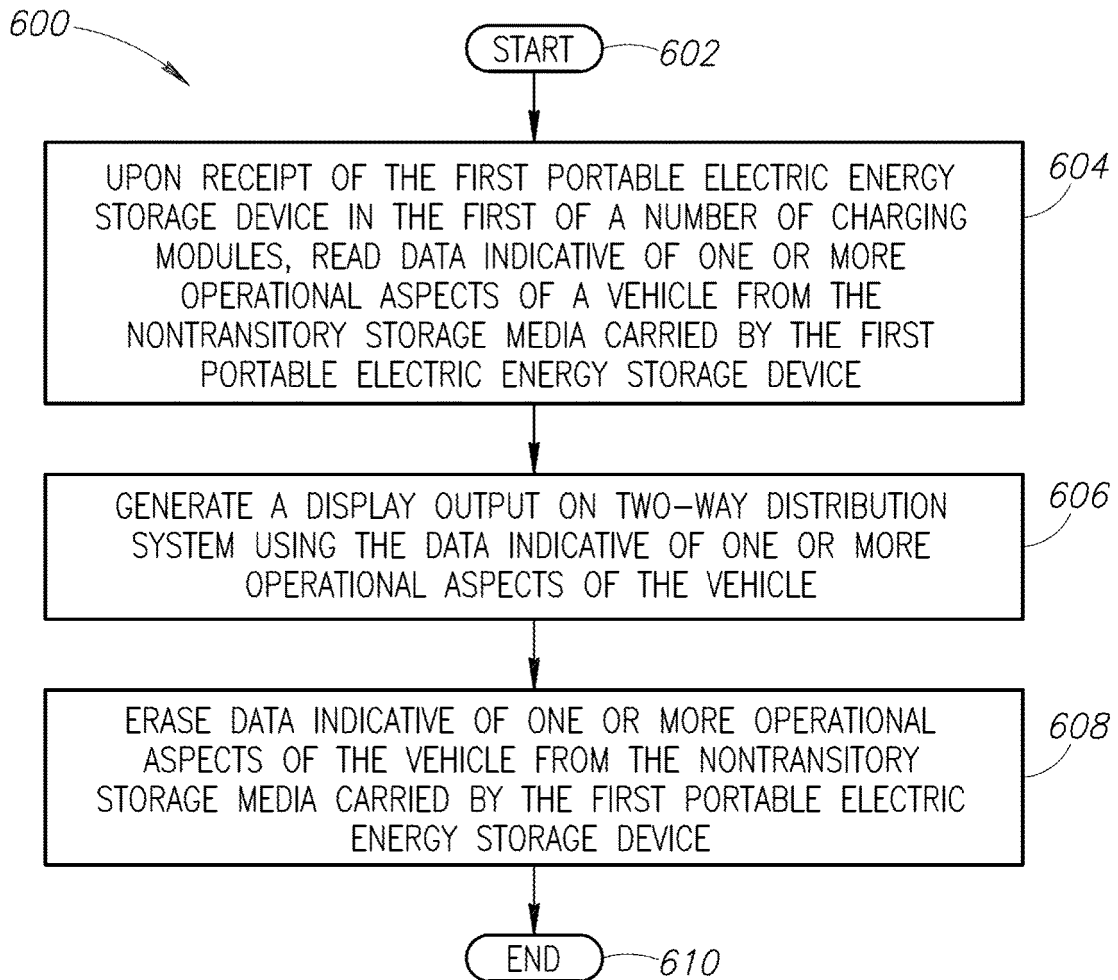 600
START
602
UPON RECEIPT OF THE FIRST PORTABLE ELECTRIC ENERGY
STORAGE DEVICE IN THE FIRST OF A NUMBER OF CHARGING
MODULES, READ DATA INDICATIVE OF ONE OR MORE
OPERATIONAL ASPECTS OF A VEHICLE FROM THE
NONTRANSITORY STORAGE MEDIA CARRIED BY THE FIRST
PORTABLE ELECTRIC ENERGY STORAGE DEVICE
604
GENERATE A DISPLAY OUTPUT ON TWO-WAY DISTRIBUTION
SYSTEM USING THE DATA INDICATIVE OF ONE OR MORE
OPERATIONAL ASPECTS OF THE VEHICLE
606
ERASE DATA INDICATIVE OF ONE OR MORE OPERATIONAL
ASPECTS OF THE VEHICLE FROM THE NONTRANSITORY
STORAGE MEDIA CARRIED BY THE FIRST PORTABLE ELECTRIC
ENERGY STORAGE DEVICE
608
END
610